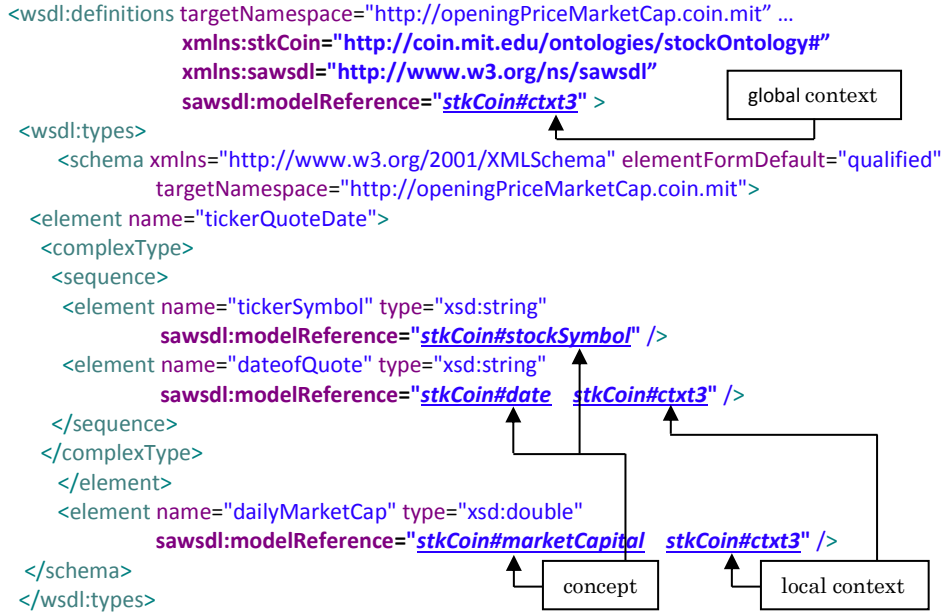 <wsdl:definitions targetNamespace="http://openingPriceMarketCap.coin.mit” …
xmlns:stkCoin="http://coin.mit.edu/ontologies/stockOntology#”
xmlns:sawsdl="http://www.w3.org/ns/sawsdl”
sawsdl:modelReference="stkCoin#ctxt3" >
global context
<wsdl:types>
<schema xmlns="http://www.w3.org/2001/XMLSchema" elementFormDefault="qualified"
targetNamespace="http://openingPriceMarketCap.coin.mit">
<element name="tickerQuoteDate">
<complexType>
<sequence>
<element name="tickerSymbol" type="xsd:string"
sawsdl:modelReference="stkCoin#stockSymbol" />
<element name="dateofQuote" type="xsd:string"
sawsdl:modelReference="stkCoin#date stkCoin#ctxt3" />
</sequence>
</complexType>
</element>
<element name="dailyMarketCap" type="xsd:double"
sawsdl:modelReference="stkCoin#marketCapital stkCoin#ctxt3" />
</schema>
concept local context
</wsdl:types>